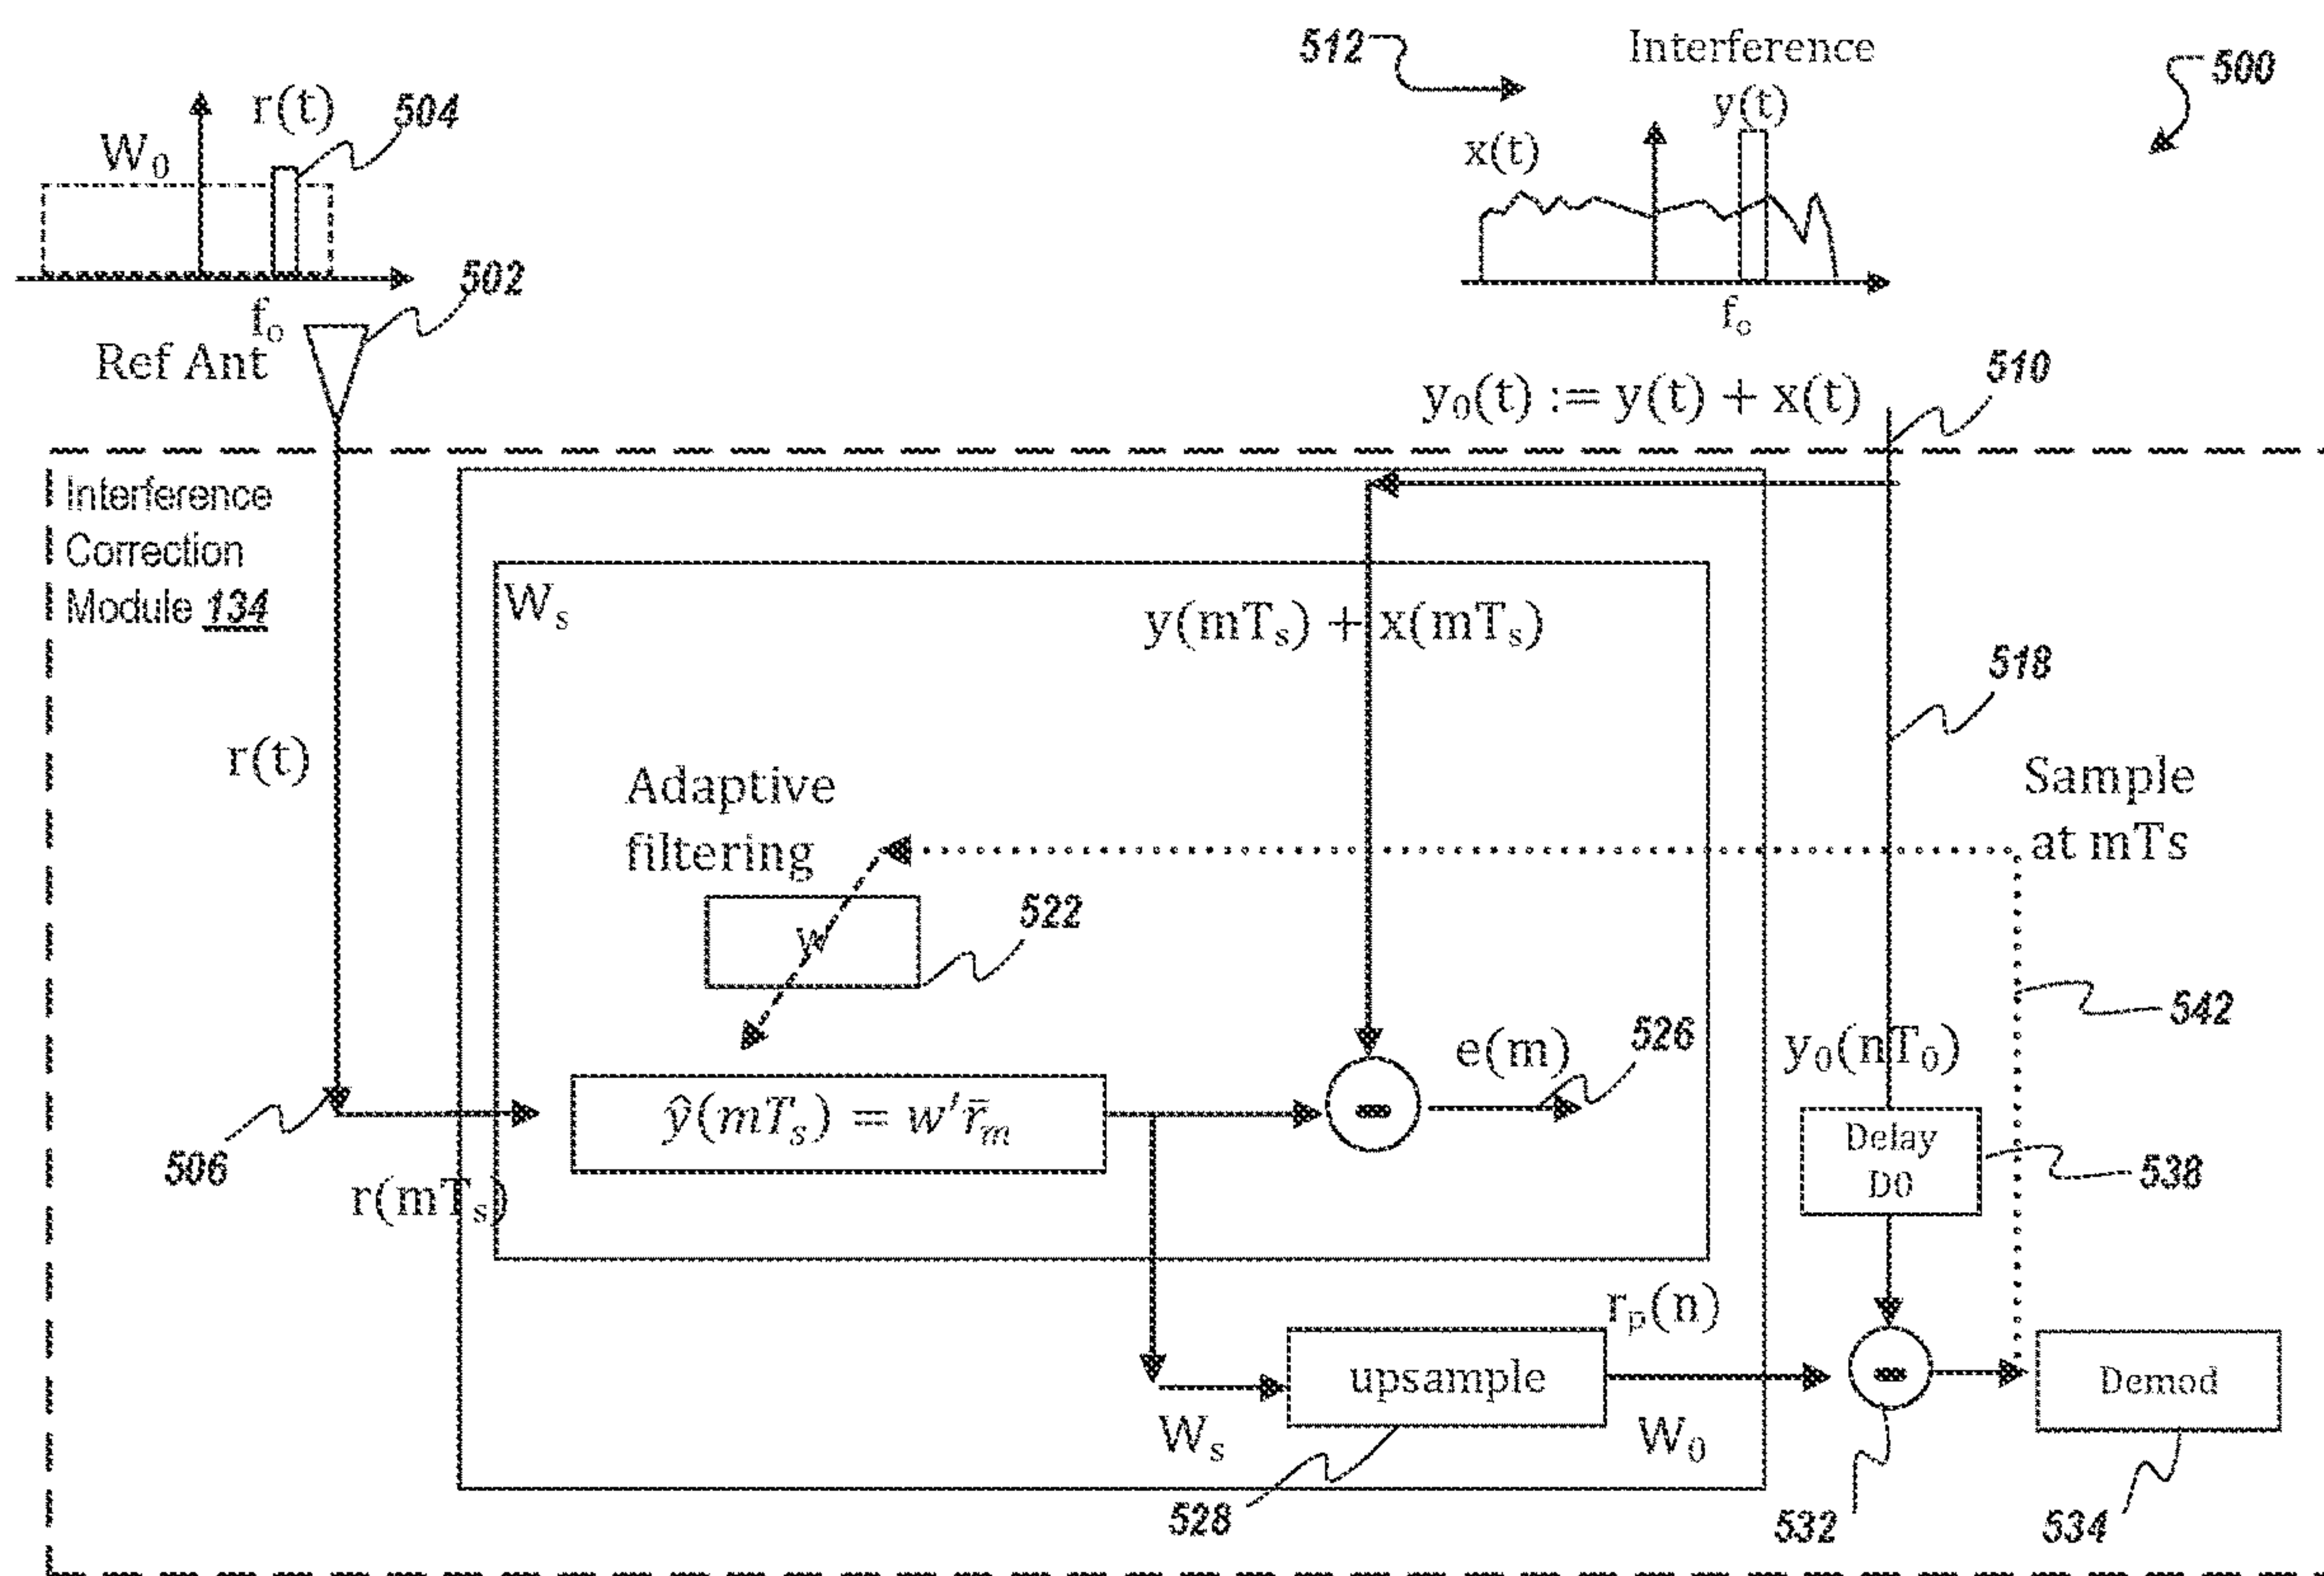 512
Interference
500
r(t)
504
y(t)
W₀
x(t)
502
f₀
Ref Ant
fₒ
y₀(t) := y(t) + x(t)
510
Interference
Correction
Module 134
Wₛ
y(mTₛ) + x(mTₛ)
518
r(t)
Adaptive
filtering
Sample
at mTs
522
w
542
526
e(m)
y₀(nT₀)
ŷ(mTₛ) = w′r̄ₘ
Delay
D0
538
506
r(mTₛ)
rₚ(n)
upsample
Demod
Wₛ
W₀
528
532
534